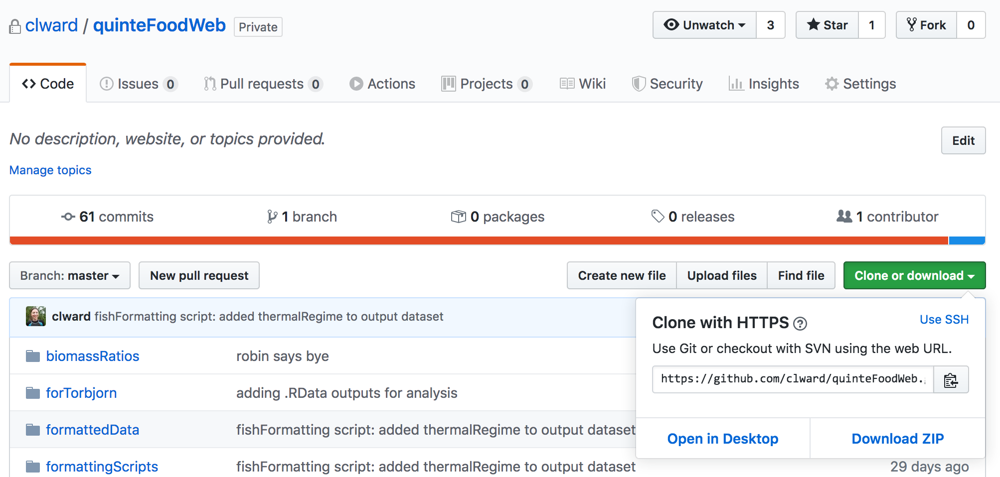 clward / quinteFoodWeb Private
Unwatch 3
Star 1
Fork 0
Code
Issues 0
Pull requests 0
Actions
Projects 0
Wiki
Security
Insights
Settings
No description, website, or topics provided.
Edit
Manage topics
61 commits
1 branch
0 packages
0 releases
1 contributor
Branch: master
New pull request
Create new file
Upload files
Find file
Clone or download
clward fishFormatting script: added thermalRegime to output dataset
biomassRatios robin says bye
forTorbjorn adding .RData outputs for analysis
formattedData fishFormatting script: added thermalRegime to output dataset
formattingScripts fishFormatting script: added thermalRegime to output dataset 29 days ago
Clone with HTTPS ?
Use SSH
Use Git or checkout with SVN using the web URL.
https://github.com/clward/quinteFoodWeb.
Open in Desktop
Download ZIP